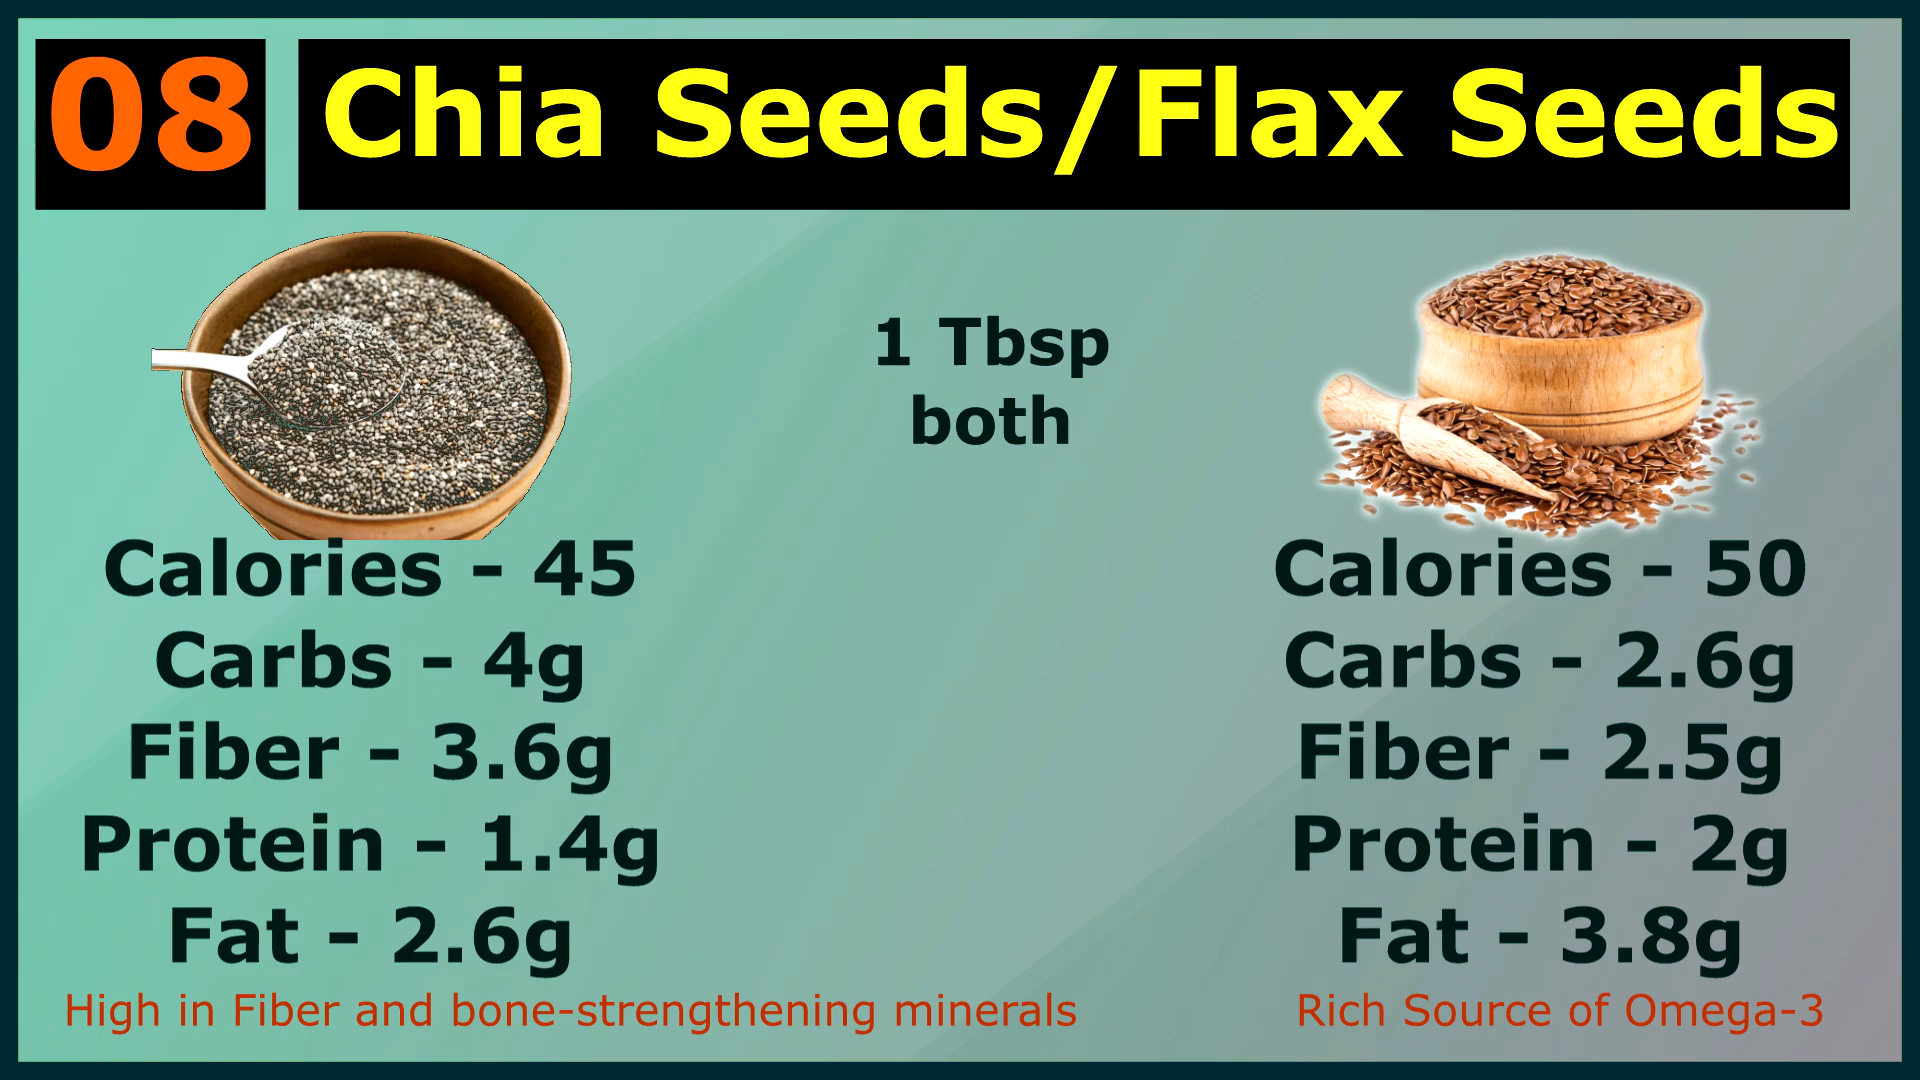 08
Chia Seeds/Flax Seeds
1 Tbsp
both
Calories - 45
Carbs - 4g
Fiber - 3.6g
Protein - 1.4g
Fat - 2.6g
High in Fiber and bone-strengthening minerals
Calories - 50
Carbs - 2.6g
Fiber - 2.5g
Protein - 2g
Fat - 3.8g
Rich Source of Omega-3